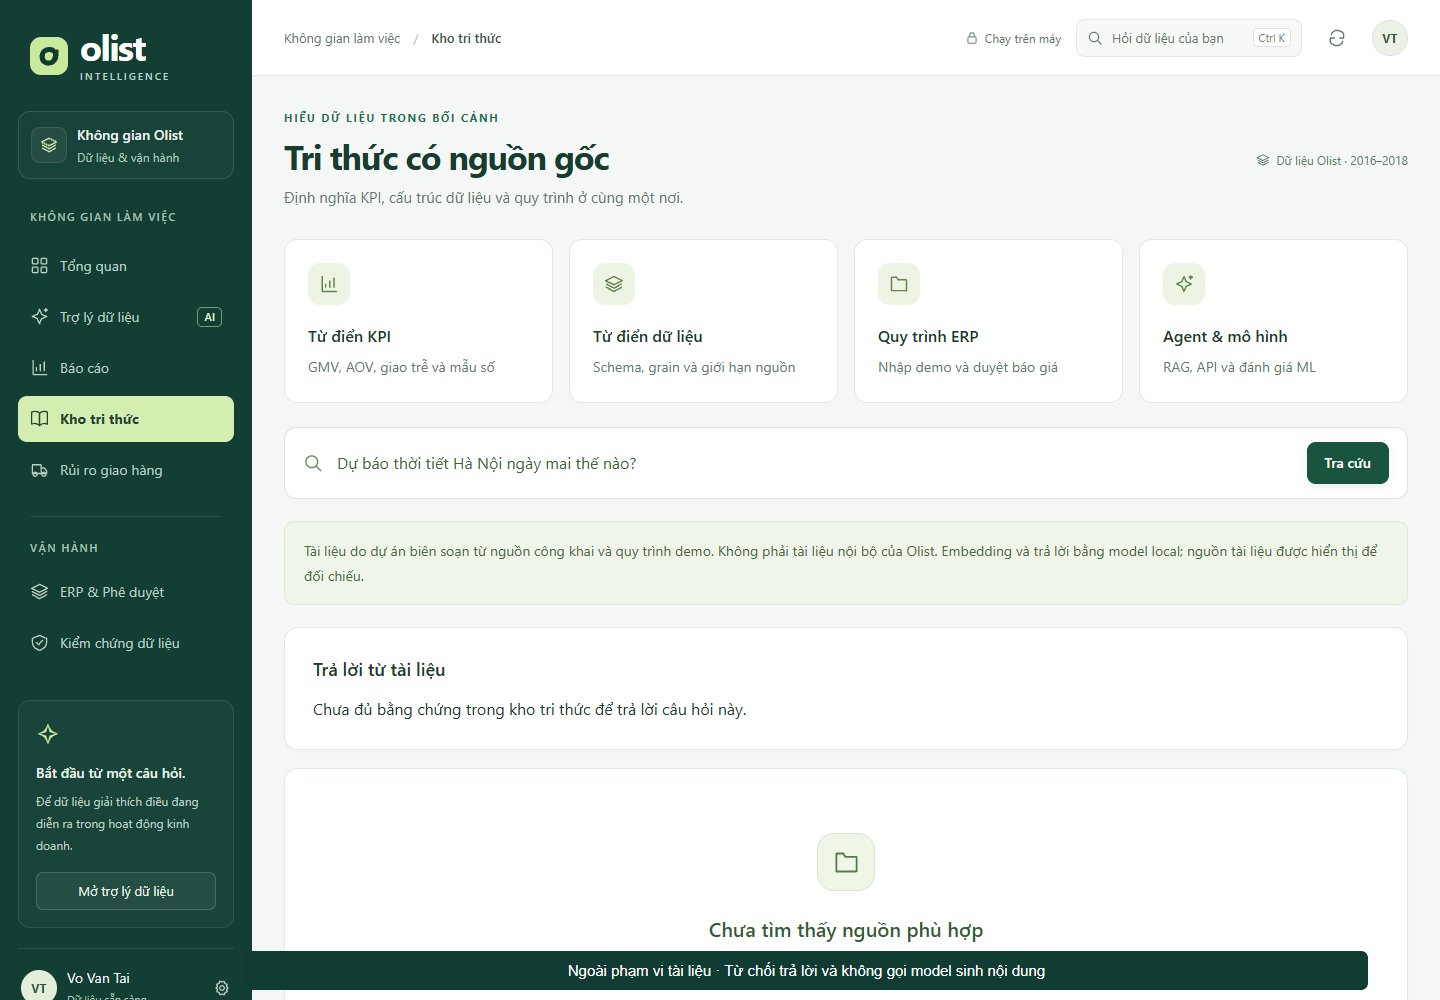 olist
INTELLIGENCE
Không gian Olist
Dữ liệu & vận hành
KHÔNG GIAN LÀM VIỆC
Tổng quan
Trợ lý dữ liệu
AI
Báo cáo
Kho tri thức
Rủi ro giao hàng
VẬN HÀNH
ERP & Phê duyệt
Kiểm chứng dữ liệu
Bắt đầu từ một câu hỏi.
Để dữ liệu giải thích điều đang
diễn ra trong hoạt động kinh
doanh.
Mở trợ lý dữ liệu
VT
Vo Van Tai
Dữ liệu sẵn sàng
Không gian làm việc / Kho tri thức
Chạy trên máy
Hỏi dữ liệu của bạn
Ctrl K
VT
HIỂU DỮ LIỆU TRONG BỐI CẢNH
Tri thức có nguồn gốc
Dữ liệu Olist · 2016–2018
Định nghĩa KPI, cấu trúc dữ liệu và quy trình ở cùng một nơi.
Từ điển KPI
GMV, AOV, giao trễ và mẫu số
Từ điển dữ liệu
Schema, grain và giới hạn nguồn
Quy trình ERP
Nhập demo và duyệt báo giá
Agent & mô hình
RAG, API và đánh giá ML
Dự báo thời tiết Hà Nội ngày mai thế nào?
Tra cứu
Tài liệu do dự án biên soạn từ nguồn công khai và quy trình demo. Không phải tài liệu nội bộ của Olist. Embedding và trả lời bằng model local; nguồn tài liệu được hiển thị để
đối chiếu.
Trả lời từ tài liệu
Chưa đủ bằng chứng trong kho tri thức để trả lời câu hỏi này.
Chưa tìm thấy nguồn phù hợp
Ngoài phạm vi tài liệu · Từ chối trả lời và không gọi model sinh nội dung